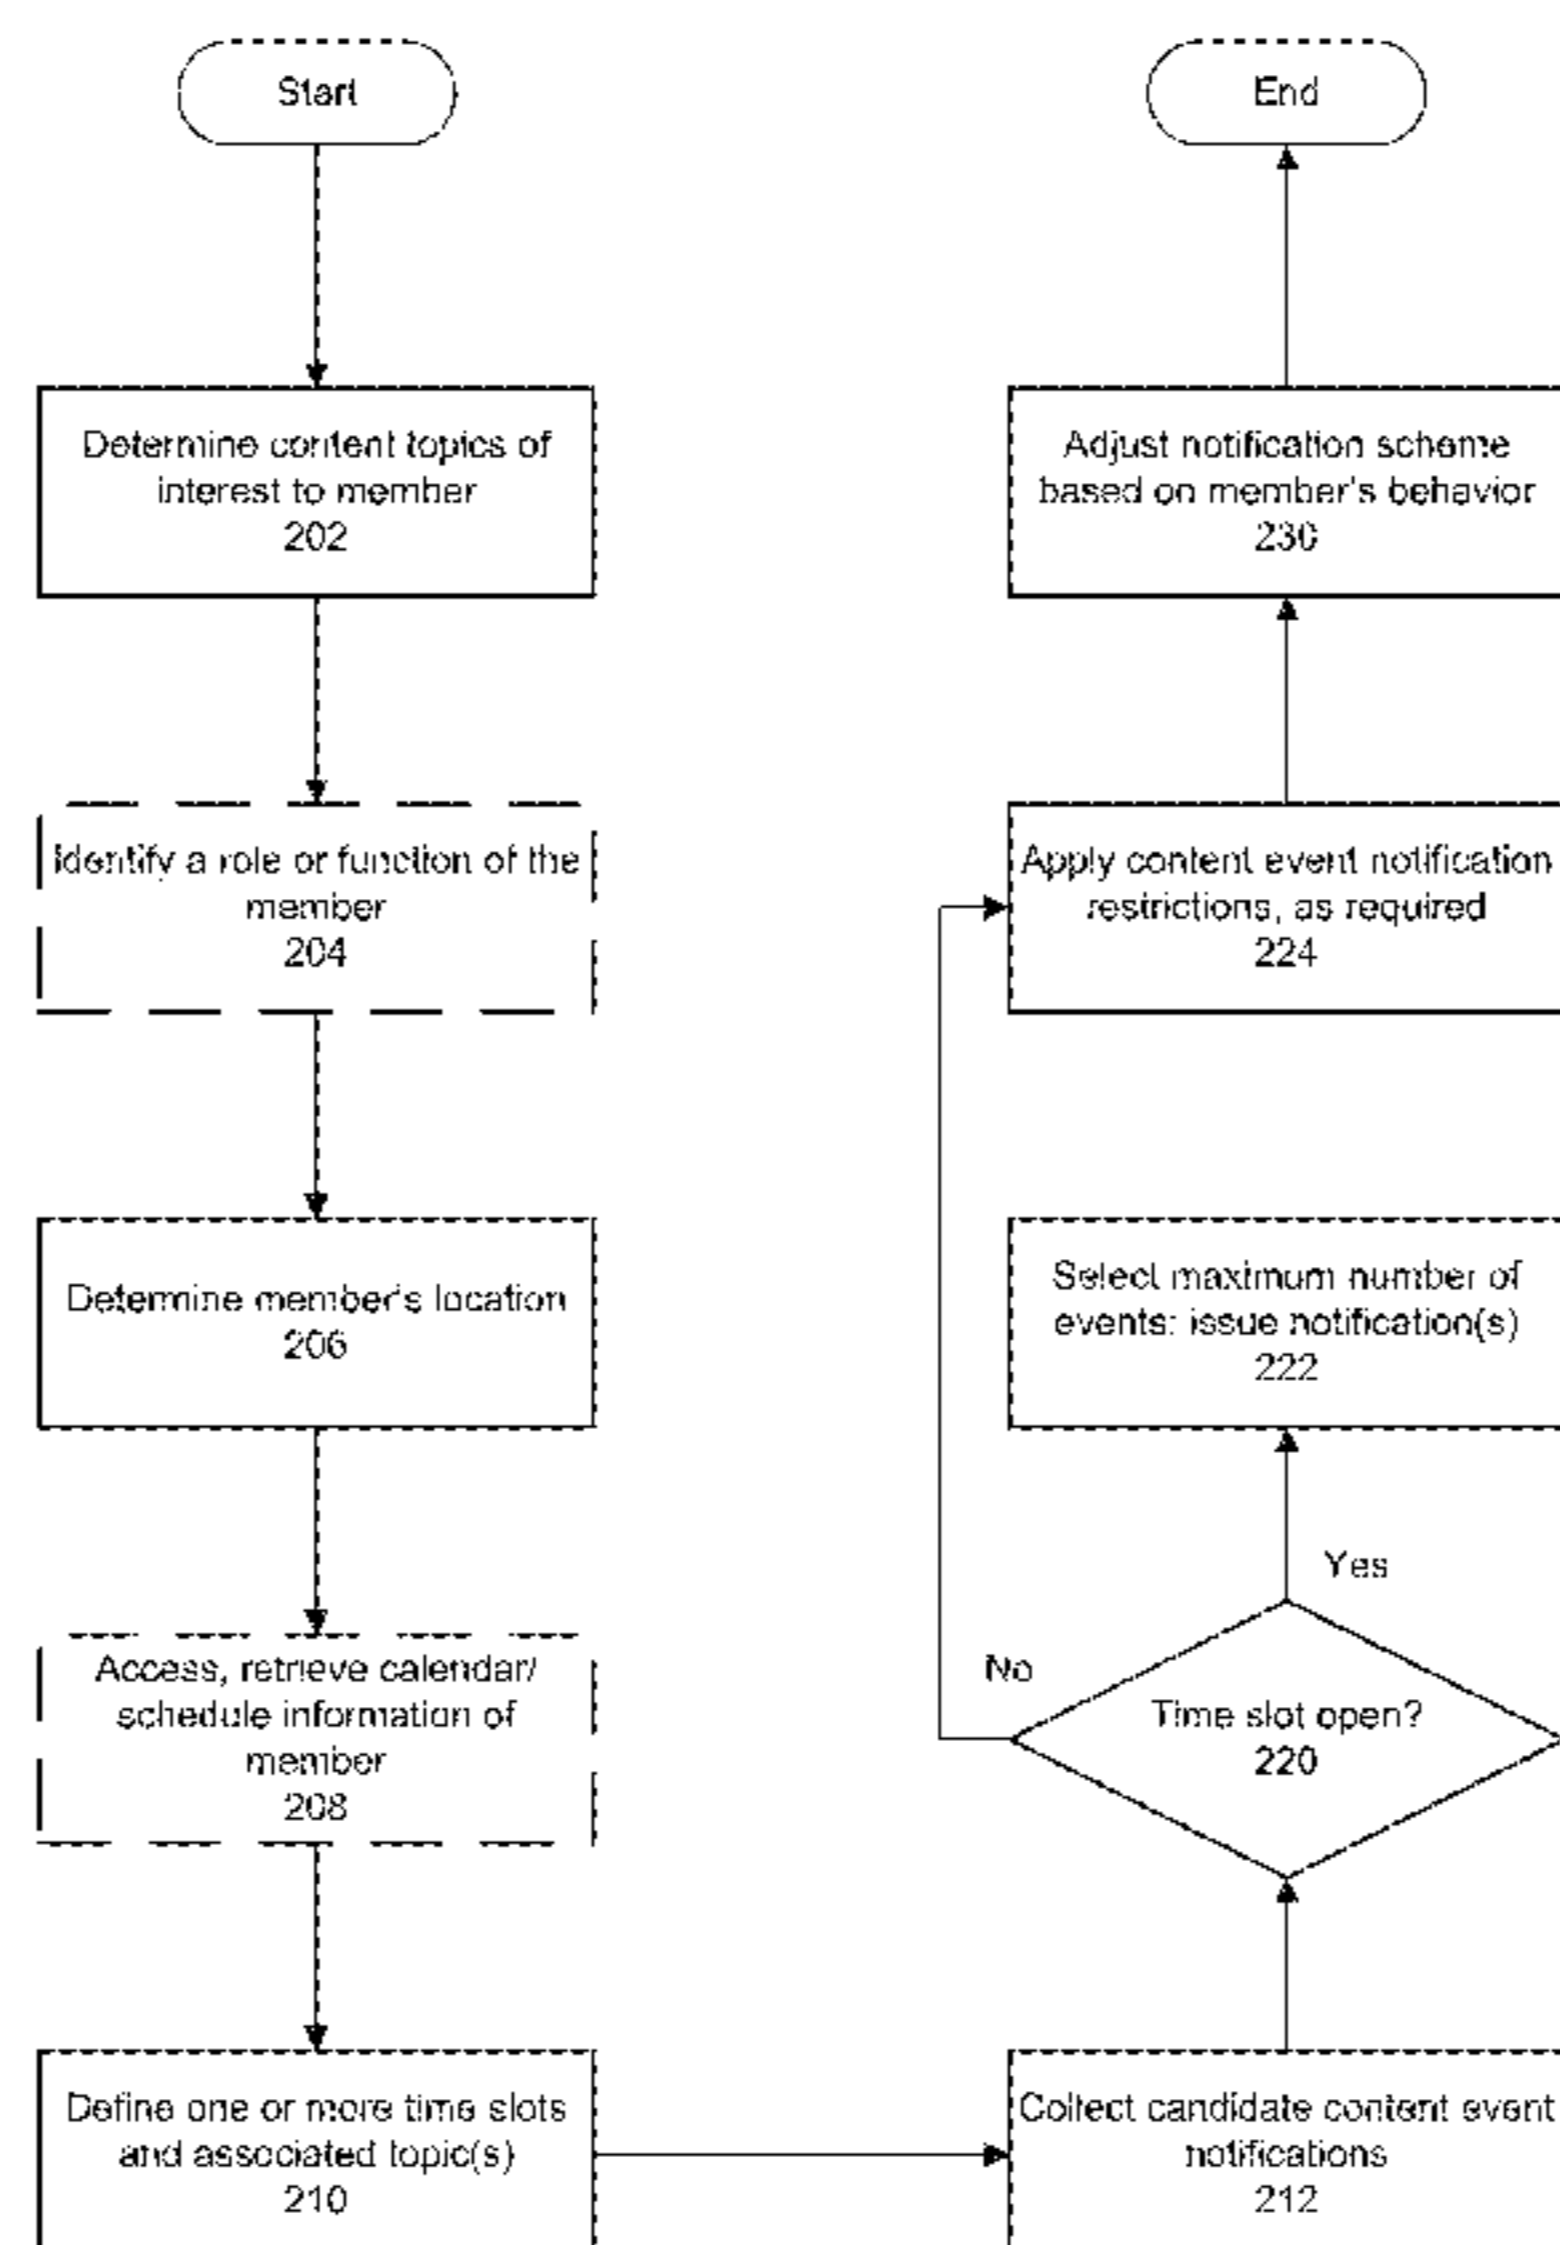 Start
Determine content topics of
interest to member
202
Identify a role or function of the
member
204
Determine member's location
206
Access, retrieve calendar/
schedule information of
member
208
Define one or more time slots
and associated topic(s)
210
End
Adjust notification scheme
based on member's behavior
230
Apply content event notification
restrictions, as required
224
Select maximum number of
events; issue notification(s)
222
Yes
No
Time slot open?
220
Collect candidate content event
notifications
212